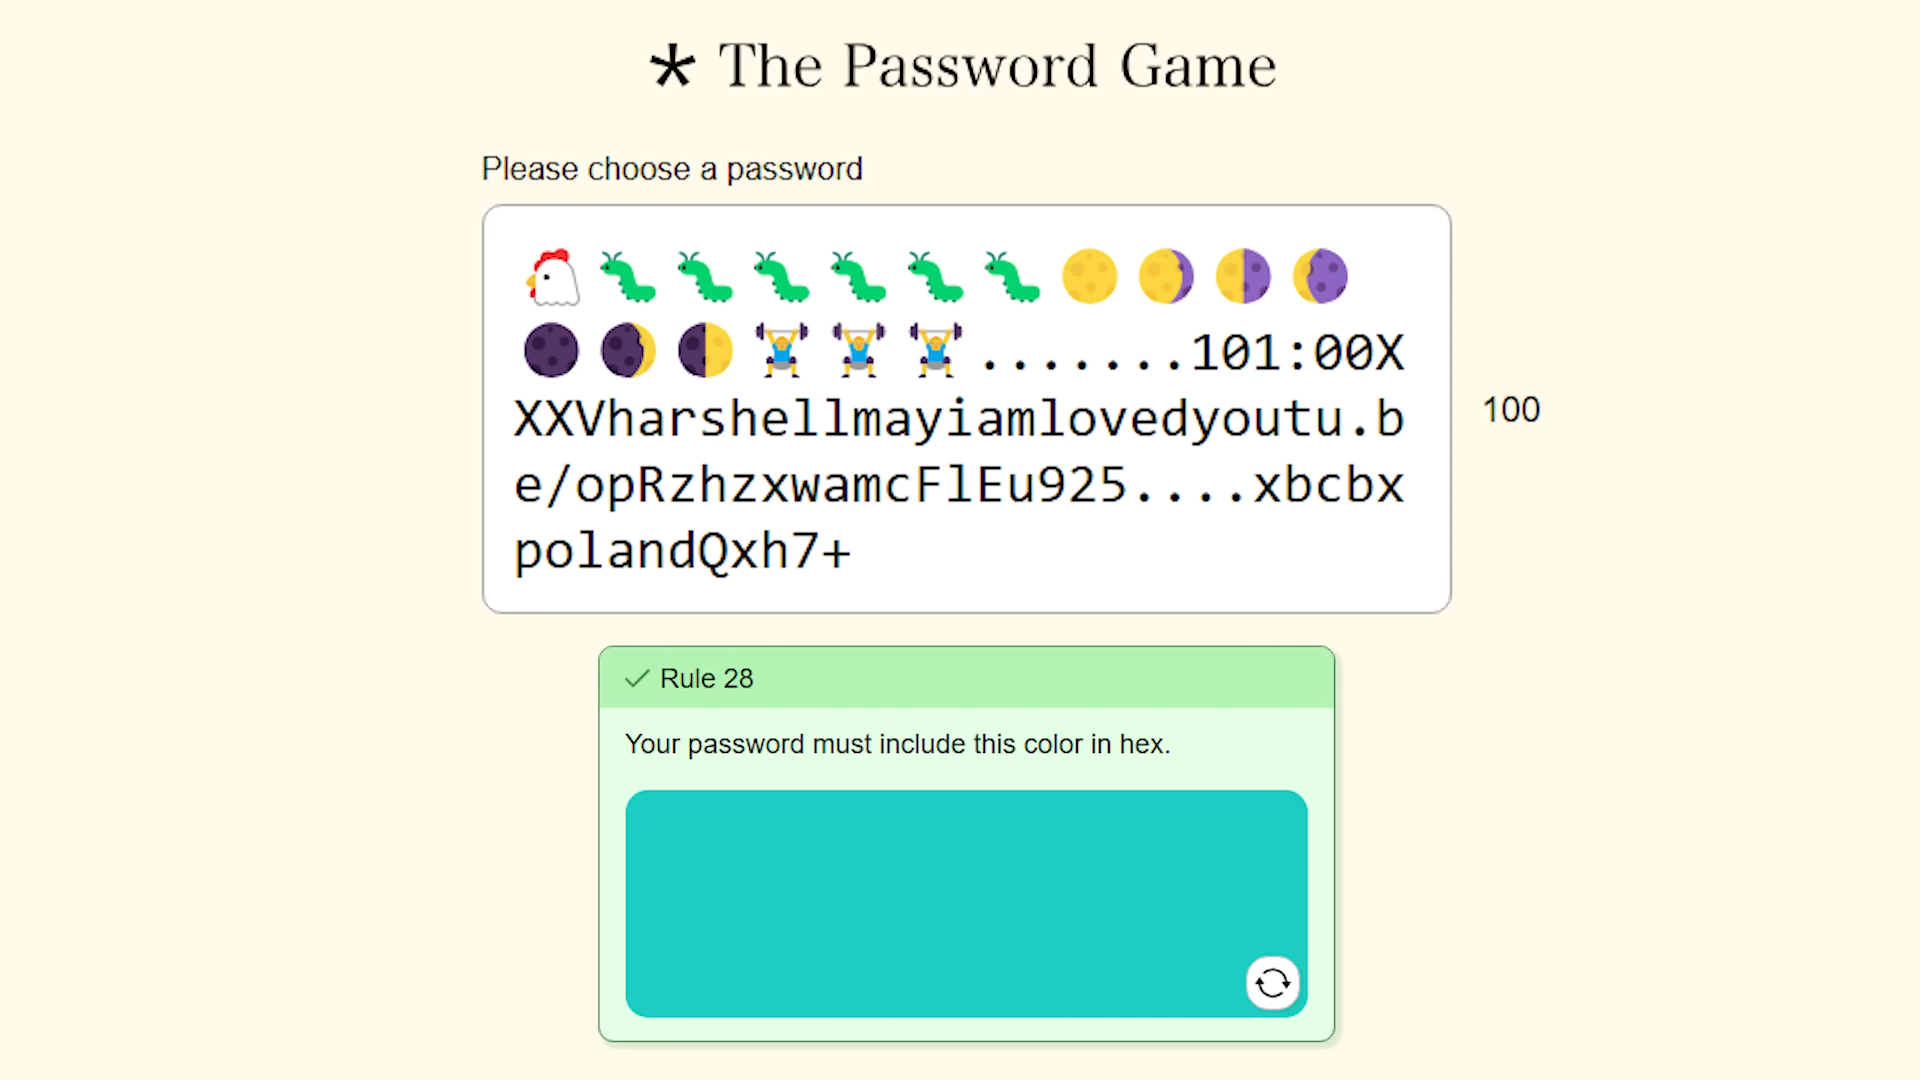 * The Password Game
Please choose a password
🐔🐛🐛🐛🐛🐛🐛🌕🌖🌗🌘
🌑🌒🌓🏋️‍♂️🏋️‍♂️🏋️‍♂️.......101:00X
XXVharshellmayiamlovedyoutu.b
e/opRzhzxwamcFlEu925....xbcbx
polandQxh7+
100
✓ Rule 28
Your password must include this color in hex.